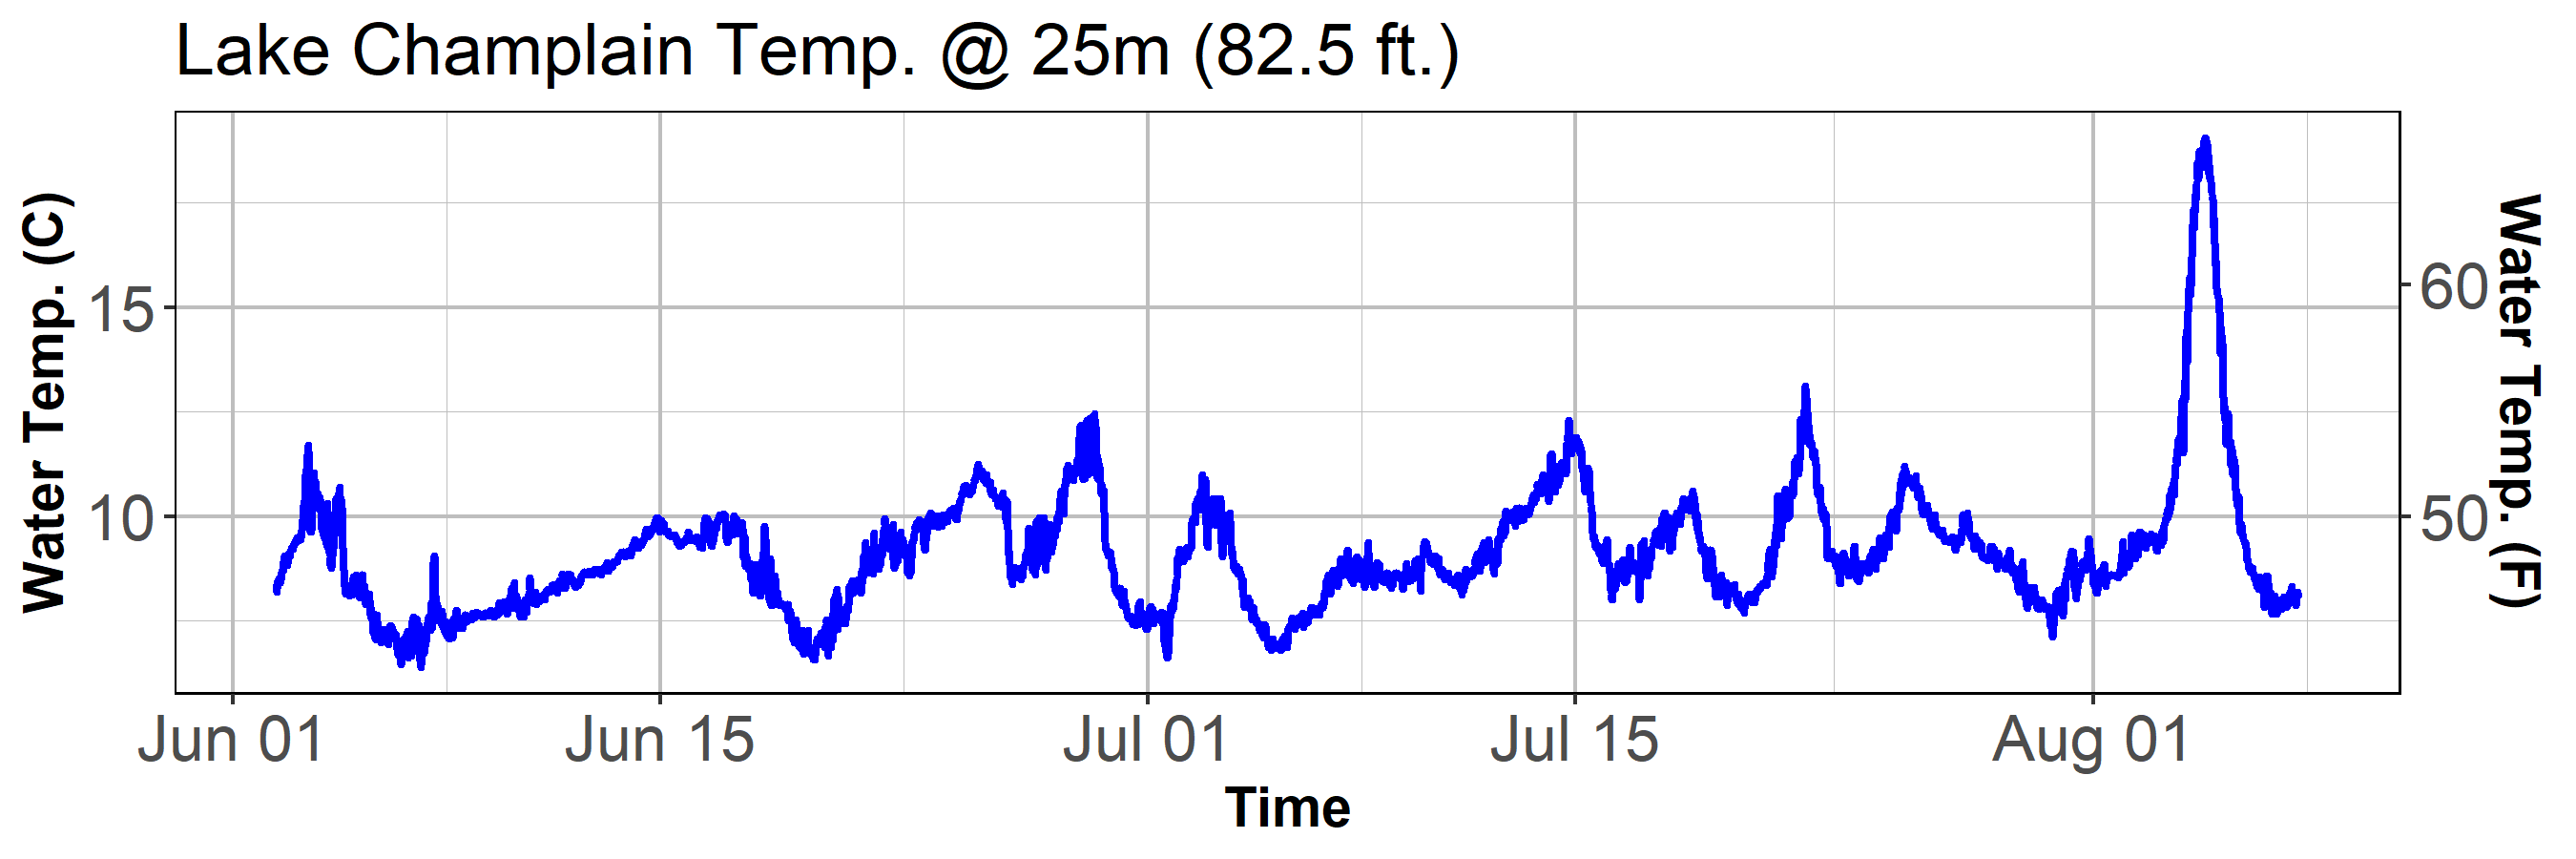 Lake Champlain Temp. @ 25m (82.5 ft.)
Water Temp. (C)
15
10
60
50
Water Temp. (F)
Jun 01
Jun 15
Jul 01
Jul 15
Aug 01
Time